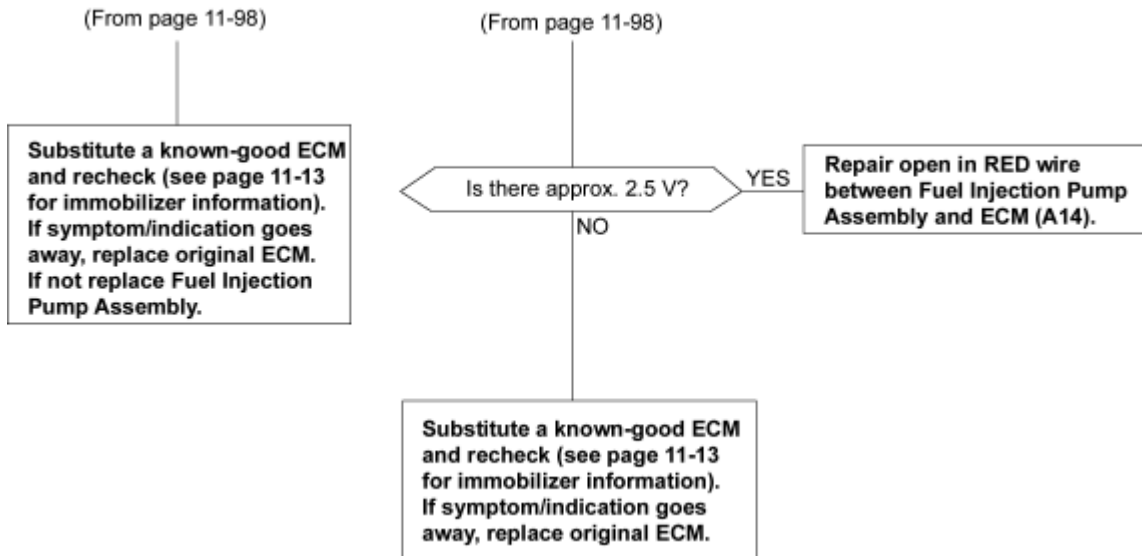 (From page 11-98)
Substitute a known-good ECM
and recheck (see page 11-13
for immobilizer information).
If symptom/indication goes
away, replace original ECM.
If not replace Fuel Injection
Pump Assembly.
(From page 11-98)
Is there approx. 2.5 V?
YES
Repair open in RED wire
between Fuel Injection Pump
Assembly and ECM (A14).
NO
Substitute a known-good ECM
and recheck (see page 11-13
for immobilizer information).
If symptom/indication goes
away, replace original ECM.